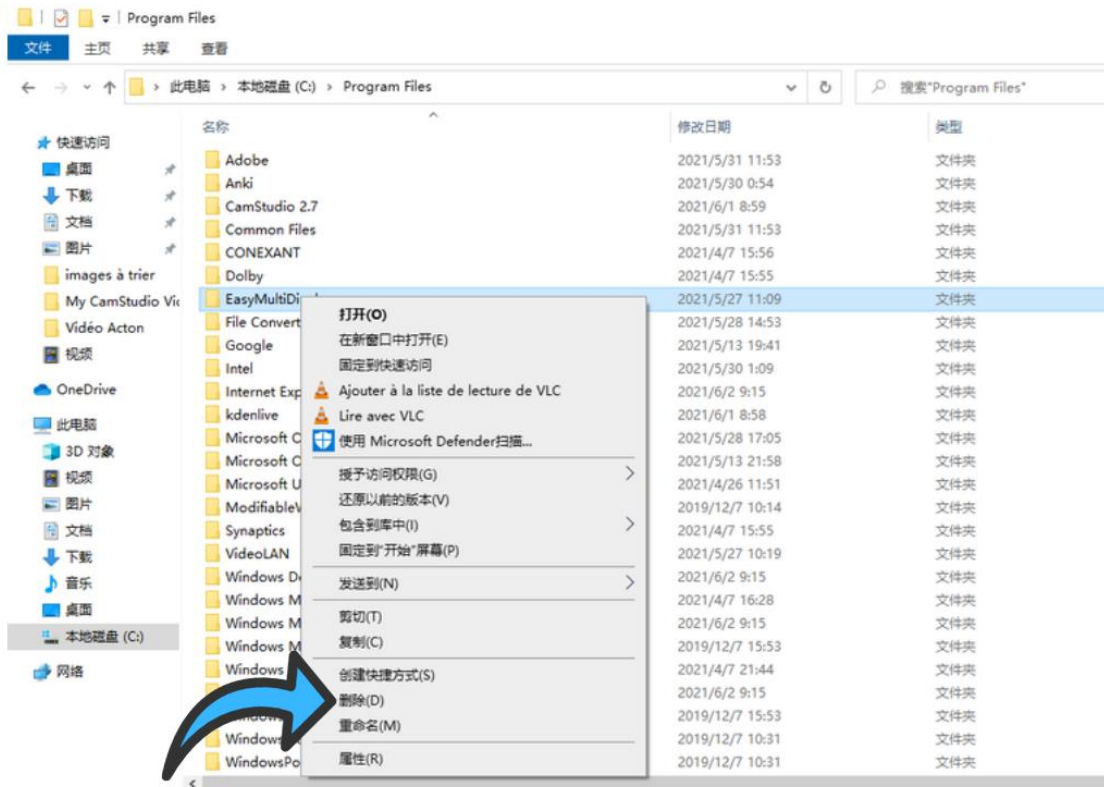 Program Files
文件 主页 共享 查看
此电脑 › 本地磁盘 (C:) › Program Files
搜索"Program Files"
名称 修改日期 类型
快速访问
桌面
下载
文档
图片
images à trier
My CamStudio Vid
Vidéo Acton
视频
OneDrive
此电脑
3D 对象
视频
图片
文档
下载
音乐
桌面
本地磁盘 (C:)
网络
Adobe 2021/5/31 11:53 文件夹
Anki 2021/5/30 0:54 文件夹
CamStudio 2.7 2021/6/1 8:59 文件夹
Common Files 2021/5/31 11:53 文件夹
CONEXANT 2021/4/7 15:56 文件夹
Dolby 2021/4/7 15:55 文件夹
EasyMultiDi 2021/5/27 11:09 文件夹
File Convert 2021/5/28 14:53 文件夹
Google 2021/5/13 19:41 文件夹
Intel 2021/5/30 1:09 文件夹
Internet Exp 2021/6/2 9:15 文件夹
kdenlive 2021/6/1 8:58 文件夹
Microsoft O 2021/5/28 17:05 文件夹
Microsoft O 2021/5/13 21:58 文件夹
Microsoft U 2021/4/26 11:51 文件夹
Modifiable 2019/12/7 10:14 文件夹
Synaptics 2021/4/7 15:55 文件夹
VideoLAN 2021/5/27 10:19 文件夹
Windows D 2021/6/2 9:15 文件夹
Windows M 2021/4/7 16:28 文件夹
Windows M 2021/6/2 9:15 文件夹
Windows M 2019/12/7 15:53 文件夹
Windows 2021/4/7 21:44 文件夹
2021/6/2 9:15 文件夹
2019/12/7 15:53 文件夹
Windows 2019/12/7 10:31 文件夹
WindowsPo 2019/12/7 10:31 文件夹
打开(O)
在新窗口中打开(E)
固定到快速访问
Ajouter à la liste de lecture de VLC
Lire avec VLC
使用 Microsoft Defender扫描...
授予访问权限(G)
还原以前的版本(V)
包含到库中(I)
固定到"开始"屏幕(P)
发送到(N)
剪切(T)
复制(C)
创建快捷方式(S)
删除(D)
重命名(M)
属性(R)